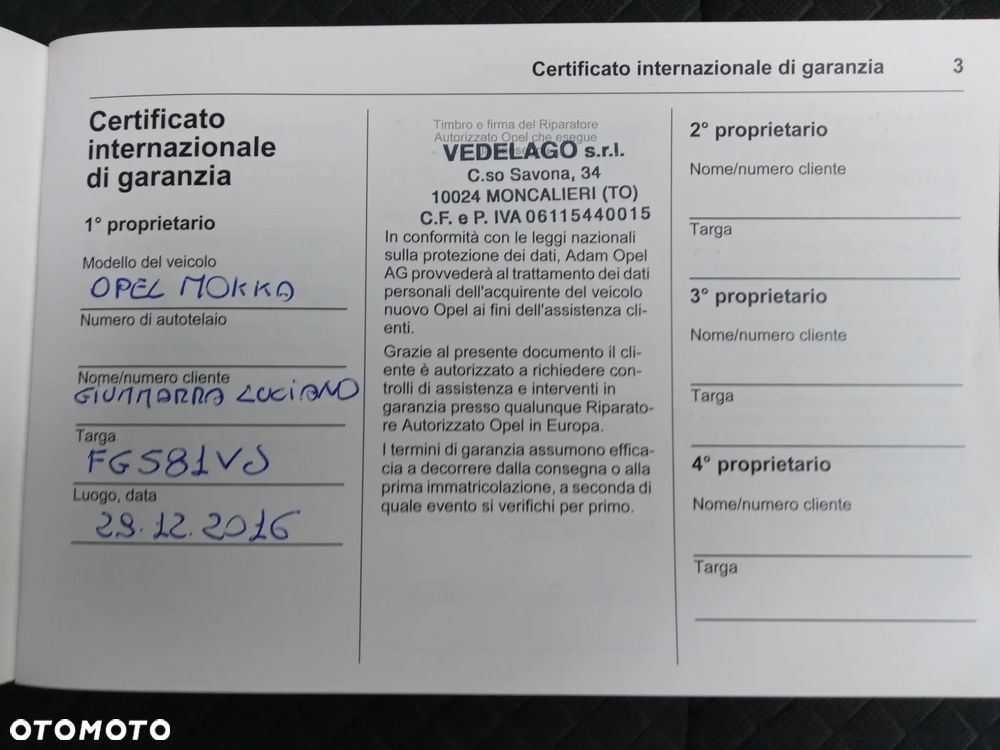 Certificato internazionale di garanzia 3
Certificato
internazionale
di garanzia
1° proprietario
Modello del veicolo
OPEL MOKKA
Numero di autotelaio
Nome/numero cliente
GIUMMARRA LUCIANO
Targa
FG581VJ
Luogo, data
29.12.2016
Timbro e firma del Riparatore
Autorizzato Opel che esegue
VEDELAGO s.r.l.
C.so Savona, 34
10024 MONCALIERI (TO)
C.F. e P. IVA 06115440015
In conformità con le leggi nazionali
sulla protezione dei dati, Adam Opel
AG provvederà al trattamento dei dati
personali dell'acquirente del veicolo
nuovo Opel ai fini dell'assistenza cli-
enti.
Grazie al presente documento il cli-
ente è autorizzato a richiedere con-
trolli di assistenza e interventi in
garanzia presso qualunque Riparato-
re Autorizzato Opel in Europa.
I termini di garanzia assumono effica-
cia a decorrere dalla consegna o alla
prima immatricolazione, a seconda di
quale evento si verifichi per primo.
2° proprietario
Nome/numero cliente
Targa
3° proprietario
Nome/numero cliente
Targa
4° proprietario
Nome/numero cliente
Targa
OTOMOTO